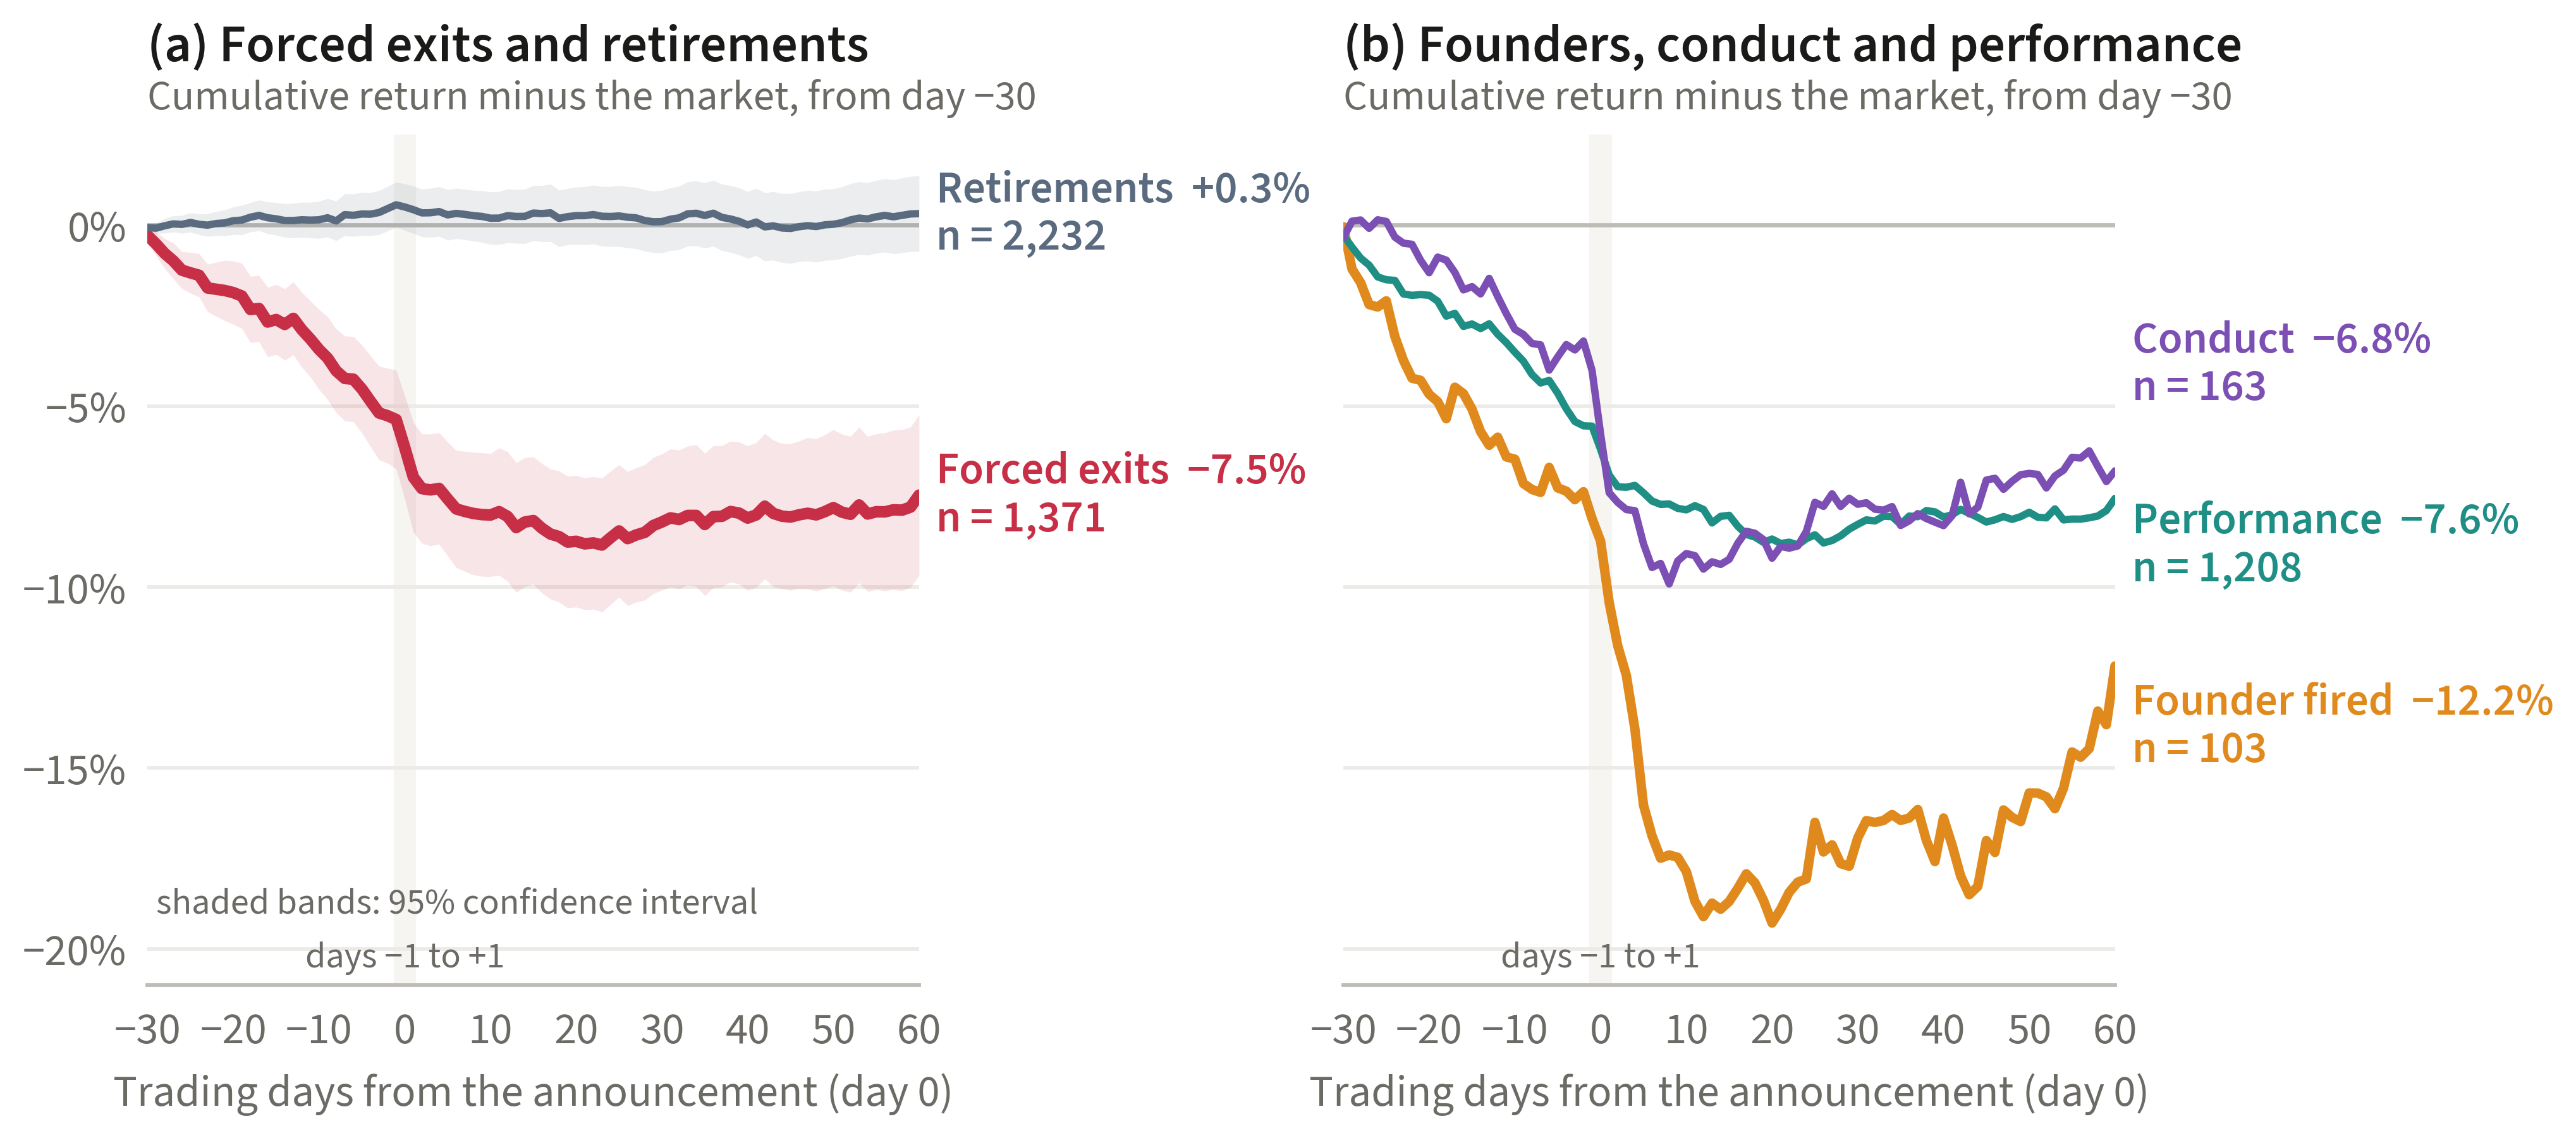 (a) Forced exits and retirements
Cumulative return minus the market, from day −30
Retirements +0.3%
n = 2,232
Forced exits −7.5%
n = 1,371
0%
−5%
−10%
−15%
−20%
shaded bands: 95% confidence interval
days −1 to +1
−30 −20 −10 0 10 20 30 40 50 60
Trading days from the announcement (day 0)
(b) Founders, conduct and performance
Cumulative return minus the market, from day −30
Conduct −6.8%
n = 163
Performance −7.6%
n = 1,208
Founder fired −12.2%
n = 103
days −1 to +1
−30 −20 −10 0 10 20 30 40 50 60
Trading days from the announcement (day 0)